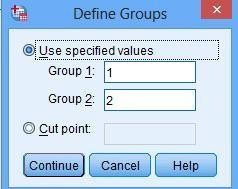 Define Groups
Use specified values
Group 1: 1
Group 2: 2
Cut point:
Continue Cancel Help